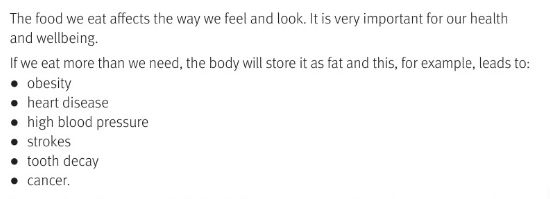 The food we eat affects the way we feel and look. It is very important for our health
and wellbeing.
If we eat more than we need, the body will store it as fat and this, for example, leads to:
• obesity
• heart disease
• high blood pressure
• strokes
• tooth decay
• cancer.